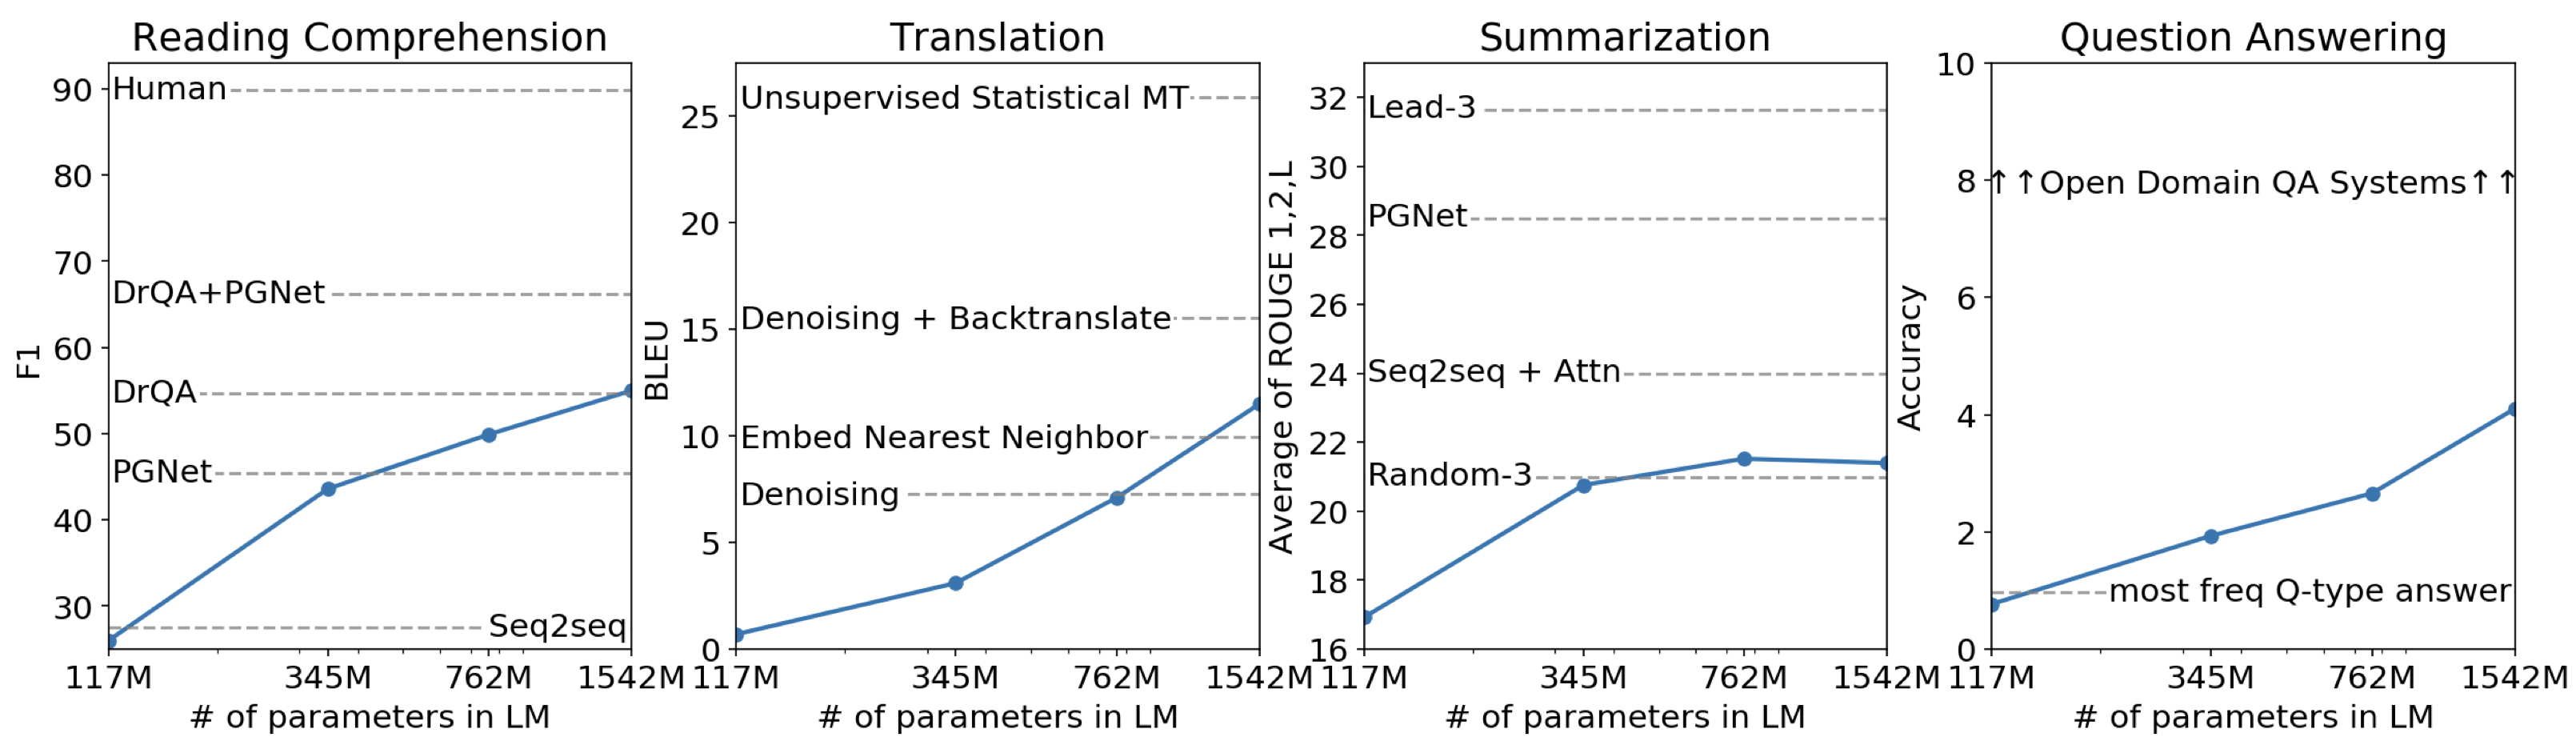 Reading Comprehension
90
80
70
60
50
40
30
F1
Human
DrQA+PGNet
DrQA
PGNet
Seq2seq
117M 345M 762M 1542M
# of parameters in LM
Translation
25
20
15
10
5
0
BLEU
Unsupervised Statistical MT
Denoising + Backtranslate
Embed Nearest Neighbor
Denoising
117M 345M 762M 1542M
# of parameters in LM
Summarization
32
30
28
26
24
22
20
18
16
Average of ROUGE 1,2,L
Lead-3
PGNet
Seq2seq + Attn
Random-3
117M 345M 762M 1542M
# of parameters in LM
Question Answering
10
8
6
4
2
0
Accuracy
↑↑Open Domain QA Systems↑↑
most freq Q-type answer
117M 345M 762M 1542M
# of parameters in LM